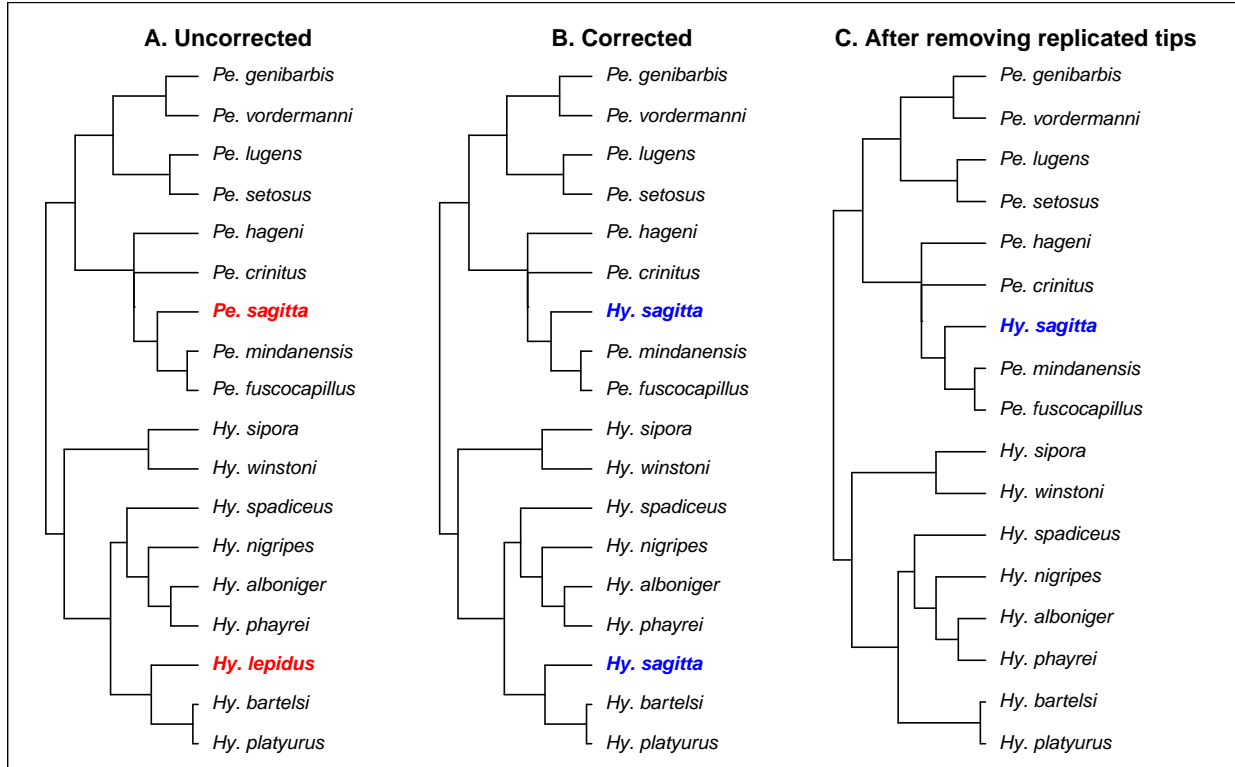 A. Uncorrected
Pe. genibarbis
Pe. vordermanni
Pe. lugens
Pe. setosus
Pe. hageni
Pe. crinitus
Pe. sagitta
Pe. mindanensis
Pe. fuscocapillus
Hy. sipora
Hy. winstoni
Hy. spadiceus
Hy. nigripes
Hy. alboniger
Hy. phayrei
Hy. lepidus
Hy. bartelsi
Hy. platyurus
B. Corrected
Pe. genibarbis
Pe. vordermanni
Pe. lugens
Pe. setosus
Pe. hageni
Pe. crinitus
Hy. sagitta
Pe. mindanensis
Pe. fuscocapillus
Hy. sipora
Hy. winstoni
Hy. spadiceus
Hy. nigripes
Hy. alboniger
Hy. phayrei
Hy. sagitta
Hy. bartelsi
Hy. platyurus
C. After removing replicated tips
Pe. genibarbis
Pe. vordermanni
Pe. lugens
Pe. setosus
Pe. hageni
Pe. crinitus
Hy. sagitta
Pe. mindanensis
Pe. fuscocapillus
Hy. sipora
Hy. winstoni
Hy. spadiceus
Hy. nigripes
Hy. alboniger
Hy. phayrei
Hy. bartelsi
Hy. platyurus